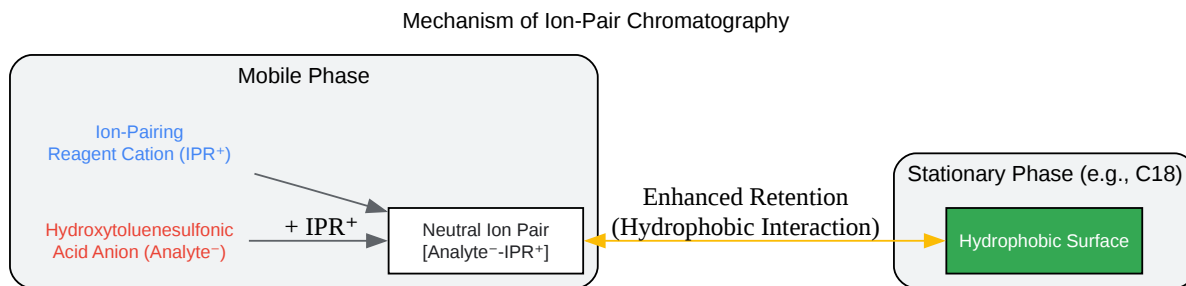 Mechanism of Ion-Pair Chromatography
Mobile Phase
Ion-Pairing
Reagent Cation (IPR⁺)
Hydroxytoluenesulfonic
Acid Anion (Analyte⁻)
+ IPR⁺
Neutral Ion Pair
[Analyte⁻-IPR⁺]
Enhanced Retention
(Hydrophobic Interaction)
Stationary Phase (e.g., C18)
Hydrophobic Surface